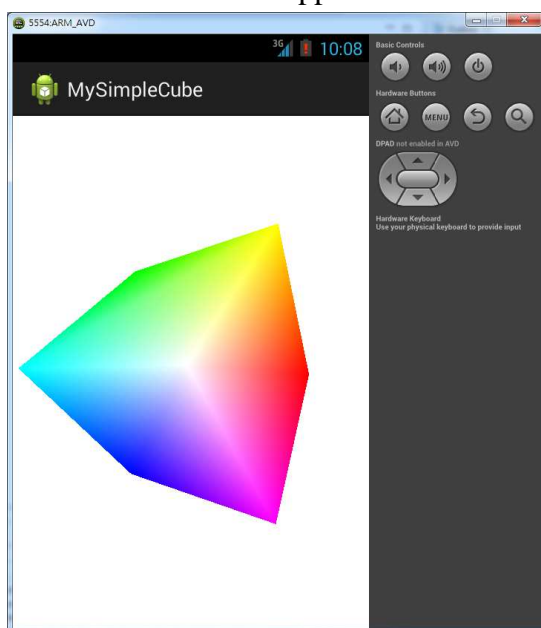 5554:ARM_AVD
3G 10:08
MySimpleCube
Basic Controls
Hardware Buttons
MENU
DPAD not enabled in AVD
Hardware Keyboard
Use your physical keyboard to provide input